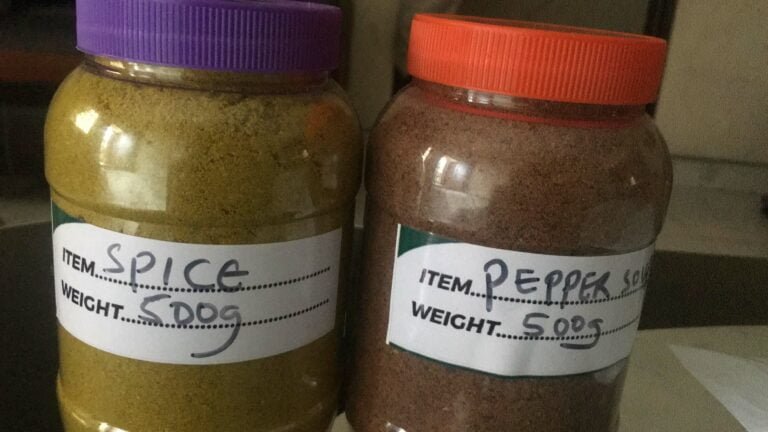 ITEM SPICE
WEIGHT 500g
ITEM PEPPER
WEIGHT 500g